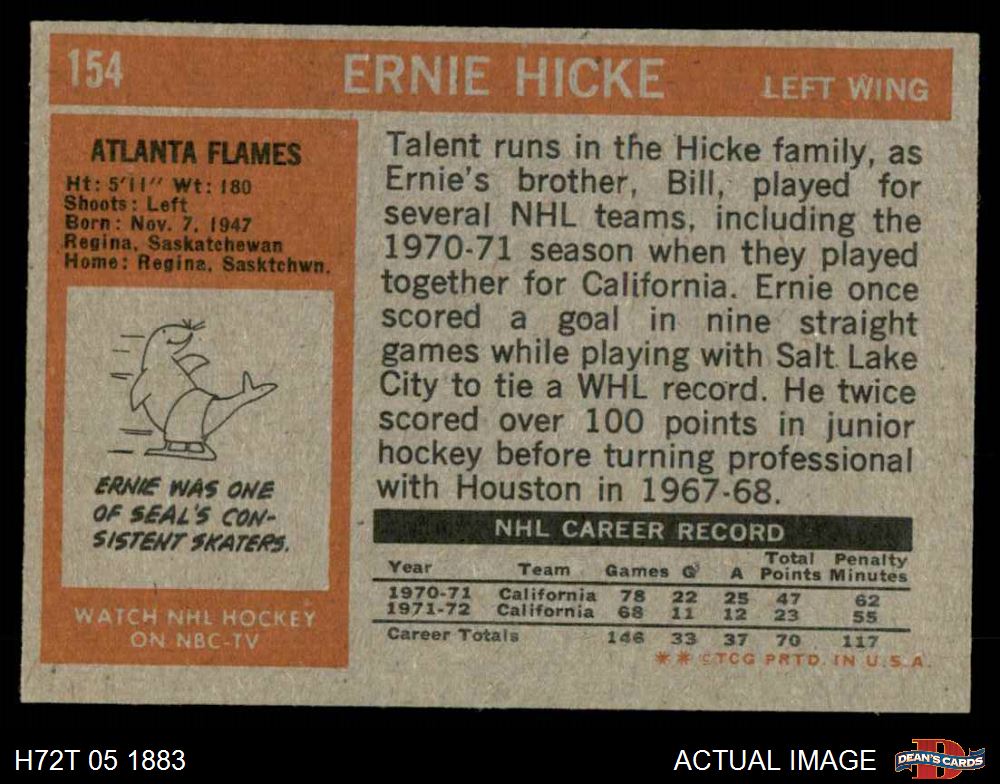 154 ERNIE HICKE LEFT WING
ATLANTA FLAMES
Ht: 5'11" Wt: 180
Shoots: Left
Born: Nov. 7, 1947
Regina, Saskatchewan
Home: Regina, Sasktchwn.
ERNIE WAS ONE
OF SEAL'S CON-
SISTENT SKATERS.
WATCH NHL HOCKEY
ON NBC-TV
Talent runs in the Hicke family, as
Ernie's brother, Bill, played for
several NHL teams, including the
1970-71 season when they played
together for California. Ernie once
scored a goal in nine straight
games while playing with Salt Lake
City to tie a WHL record. He twice
scored over 100 points in junior
hockey before turning professional
with Houston in 1967-68.
NHL CAREER RECORD
Year Team Games G A Total Points Penalty Minutes
1970-71 California 78 22 25 47 62
1971-72 California 68 11 12 23 55
Career Totals 146 33 37 70 117
** ©TCG PRTD. IN U.S.A.
H72T 05 1883 ACTUAL IMAGE D DEAN'S CARDS